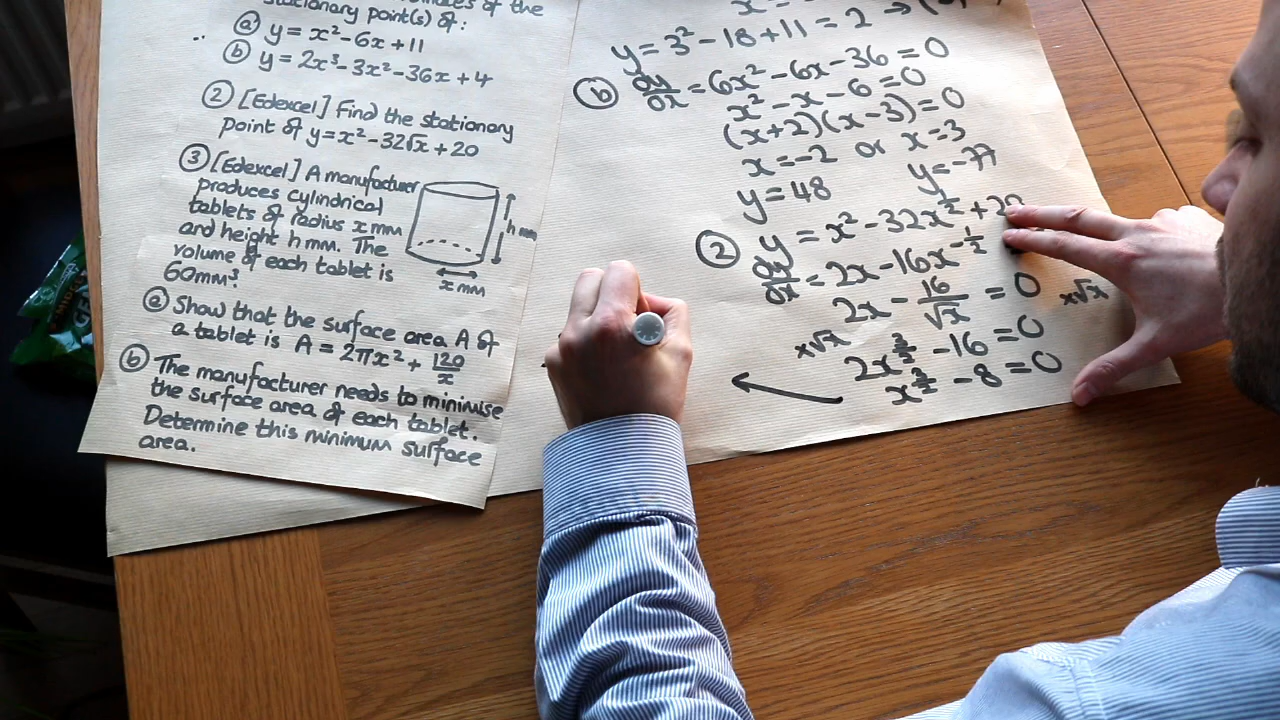 stationary point(s) of:
ⓐ y = x² - 6x + 11
ⓑ y = 2x³ - 3x² - 36x + 4
② [Edexcel] Find the stationary
point of y = x² - 32√x + 20
③ [Edexcel] A manufacturer
produces cylindrical
tablets of radius x mm
and height h mm. The
volume of each tablet is
60mm³.
h mm
x mm
ⓐ Show that the surface area A of
a tablet is A = 2πx² + 120/x
ⓑ The manufacturer needs to minimise
the surface area of each tablet.
Determine this minimum surface
area.
y = 3² - 18 + 11 = 2 →
ⓑ dy/dx = 6x² - 6x - 36 = 0
x² - x - 6 = 0
(x+2)(x-3) = 0
x = -2 or x = 3
y = 48 y = -77
② y = x² - 32x^½ + 20
dy/dx = 2x - 16x^-½
2x - 16/√x = 0
x√x x√x
2x^3/2 - 16 = 0
x^3/2 - 8 = 0